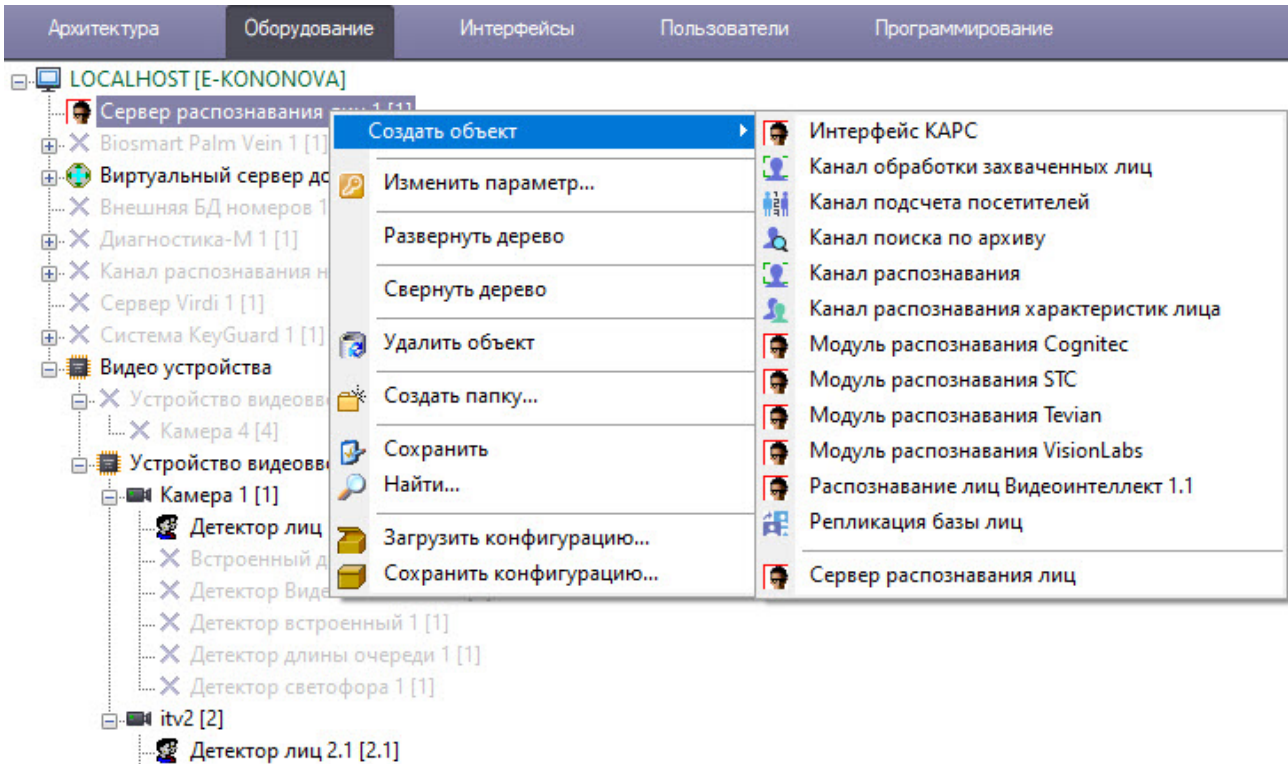 Архитектура Оборудование Интерфейсы Пользователи Программирование
LOCALHOST [E-KONONOVA]
Сервер распознавания лиц 1 [1]
Biosmart Palm Vein 1 [1]
Виртуальный сервер
Внешняя БД номеров 1
Диагностика-М 1 [1]
Канал распознавания
Сервер Virdi 1 [1]
Система KeyGuard 1 [1]
Видео устройства
Устройство
Камера 4 [4]
Устройство
Камера 1 [1]
Детектор лиц
Встроенный
Детектор
Детектор встроенный 1 [1]
Детектор длины очереди 1 [1]
Детектор светофора 1 [1]
itv2 [2]
Детектор лиц 2.1 [2.1]
Создать объект
Изменить параметр...
Развернуть дерево
Свернуть дерево
Удалить объект
Создать папку...
Сохранить
Найти...
Загрузить конфигурацию...
Сохранить конфигурацию...
Интерфейс КАРС
Канал обработки захваченных лиц
Канал подсчета посетителей
Канал поиска по архиву
Канал распознавания
Канал распознавания характеристик лица
Модуль распознавания Cognitec
Модуль распознавания STC
Модуль распознавания Tevian
Модуль распознавания VisionLabs
Распознавание лиц Видеоинтеллект 1.1
Репликация базы лиц
Сервер распознавания лиц